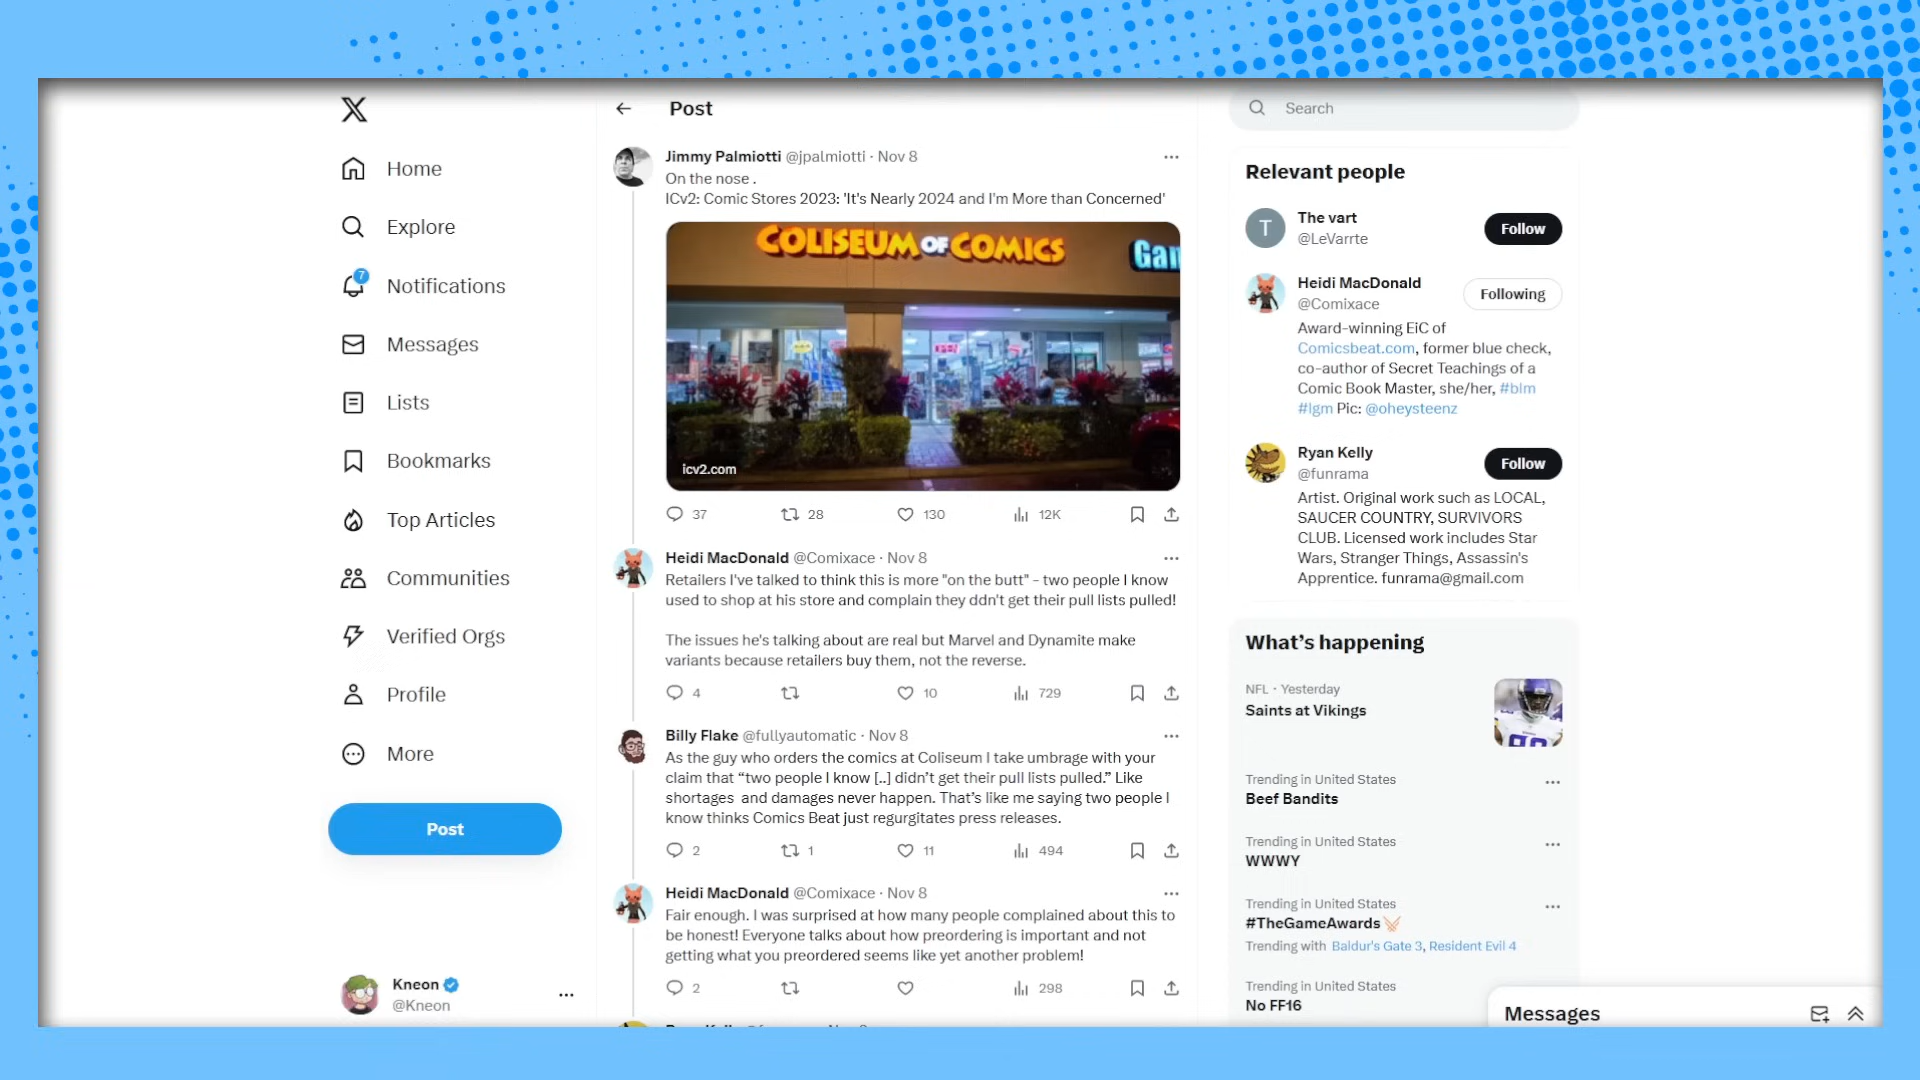 Home
Explore
7
Notifications
Messages
Lists
Bookmarks
Top Articles
Communities
Verified Orgs
Profile
More
Post
Kneon
@Kneon
Post
Jimmy Palmiotti @jpalmiotti · Nov 8
On the nose .
ICv2: Comic Stores 2023: 'It's Nearly 2024 and I'm More than Concerned'
COLISEUM OF COMICS
Gam
icv2.com
37 28 130 12K
Heidi MacDonald @Comixace · Nov 8
Retailers I've talked to think this is more "on the butt" - two people I know
used to shop at his store and complain they ddn't get their pull lists pulled!
The issues he's talking about are real but Marvel and Dynamite make
variants because retailers buy them, not the reverse.
4 10 729
Billy Flake @fullyautomatic · Nov 8
As the guy who orders the comics at Coliseum I take umbrage with your
claim that “two people I know [..] didn’t get their pull lists pulled.” Like
shortages and damages never happen. That’s like me saying two people I
know thinks Comics Beat just regurgitates press releases.
2 1 11 494
Heidi MacDonald @Comixace · Nov 8
Fair enough. I was surprised at how many people complained about this to
be honest! Everyone talks about how preordering is important and not
getting what you preordered seems like yet another problem!
2 298
Search
Relevant people
T
The vart
@LeVarrte
Follow
Heidi MacDonald
@Comixace
Following
Award-winning EiC of
Comicsbeat.com, former blue check,
co-author of Secret Teachings of a
Comic Book Master, she/her, #blm
#lgm Pic: @oheysteenz
Ryan Kelly
@funrama
Follow
Artist. Original work such as LOCAL,
SAUCER COUNTRY, SURVIVORS
CLUB. Licensed work includes Star
Wars, Stranger Things, Assassin's
Apprentice. funrama@gmail.com
What’s happening
NFL · Yesterday
Saints at Vikings
Trending in United States
Beef Bandits
Trending in United States
WWWY
Trending in United States
#TheGameAwards
Trending with Baldur's Gate 3, Resident Evil 4
Trending in United States
No FF16
Messages